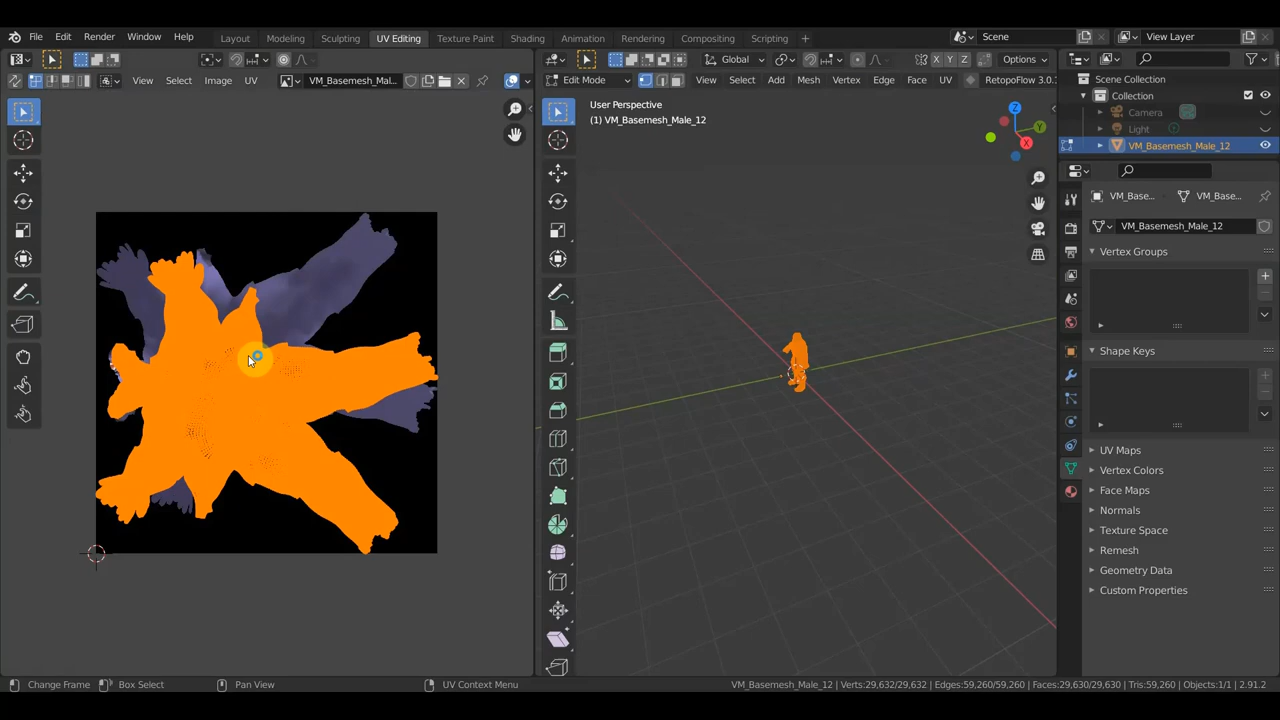 File Edit Render Window Help Layout Modeling Sculpting UV Editing Texture Paint Shading Animation Rendering Compositing Scripting + Scene View Layer
Global X Y Z Options
View Select Image UV VM_Basemesh_Mal... Edit Mode View Select Add Mesh Vertex Edge Face UV RetopoFlow 3.0.
Scene Collection
Collection
Camera
Light
VM_Basemesh_Male_12
User Perspective
(1) VM_Basemesh_Male_12
Z
Y
X
VM_Base... VM_Base...
VM_Basemesh_Male_12
Vertex Groups
Shape Keys
UV Maps
Vertex Colors
Face Maps
Normals
Texture Space
Remesh
Geometry Data
Custom Properties
Change Frame Box Select Pan View UV Context Menu VM_Basemesh_Male_12 | Verts:29,632/29,632 | Edges:59,260/59,260 | Faces:29,630/29,630 | Tris:59,260 | Objects:1/1 | 2.91.2